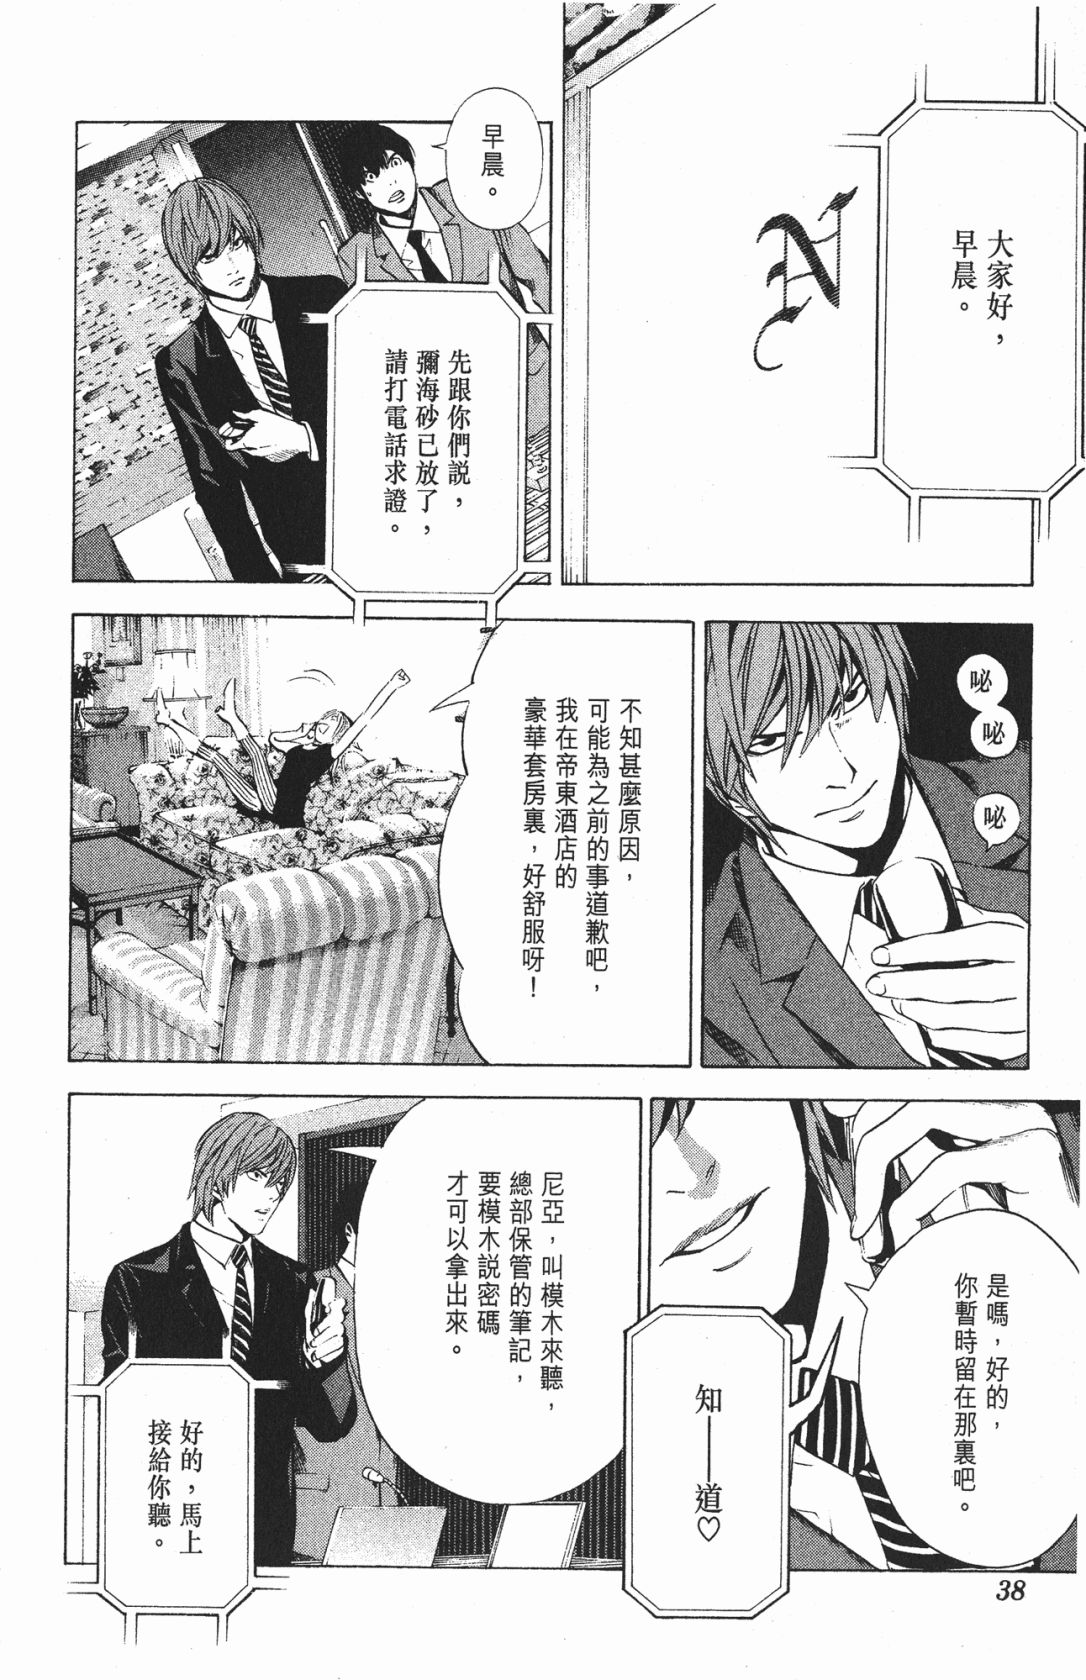 大家好，
早晨。
N
早晨。
先跟你們説，
彌海砂已放了，
請打電話求證。
咇
咇
咇
不知甚麼原因，
可能為之前的事道歉吧，
我在帝東酒店的
豪華套房裏，好舒服呀！
是嗎，好的，
你暫時留在那裏吧。
知——道♡
尼亞，叫模木來聽，
總部保管的筆記，
要模木説密碼
才可以拿出來。
好的，馬上
接給你聽。
38